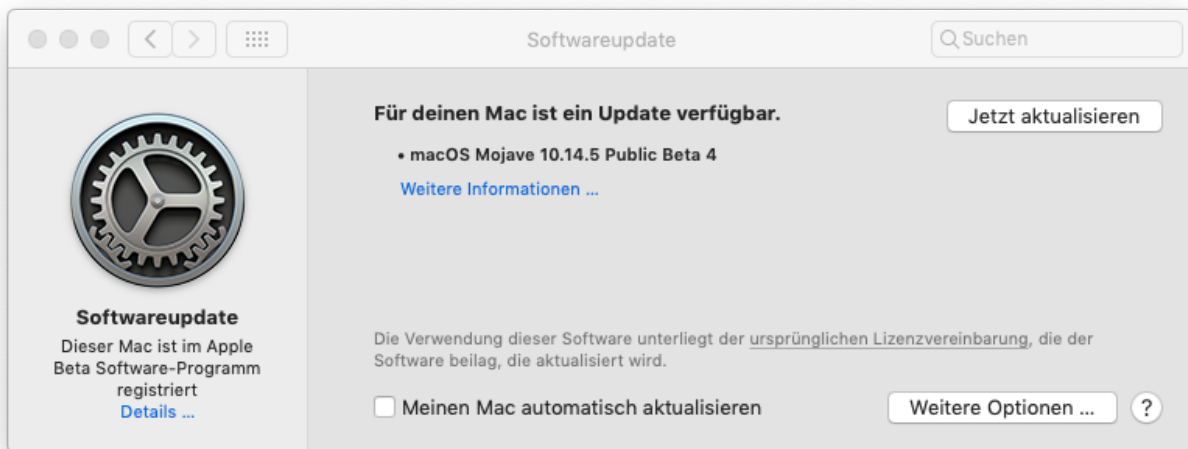 Softwareupdate
Suchen
Softwareupdate
Dieser Mac ist im Apple
Beta Software-Programm
registriert
Details ...
Für deinen Mac ist ein Update verfügbar.
Jetzt aktualisieren
• macOS Mojave 10.14.5 Public Beta 4
Weitere Informationen ...
Die Verwendung dieser Software unterliegt der ursprünglichen Lizenzvereinbarung, die der
Software beilag, die aktualisiert wird.
Meinen Mac automatisch aktualisieren
Weitere Optionen ...
?